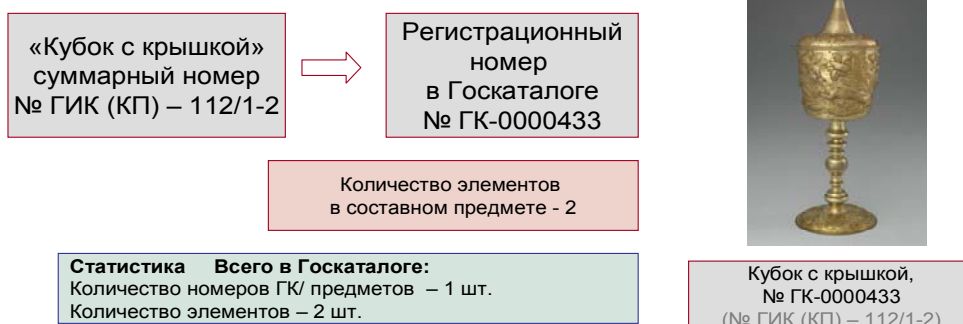 «Кубок с крышкой»
суммарный номер
№ ГИК (КП) – 112/1-2
Регистрационный
номер
в Госкаталоге
№ ГК-0000433
Количество элементов
в составном предмете - 2
Статистика Всего в Госкаталоге:
Количество номеров ГК/ предметов – 1 шт.
Количество элементов – 2 шт.
Кубок с крышкой,
№ ГК-0000433
(№ ГИК (КП) – 112/1-2)